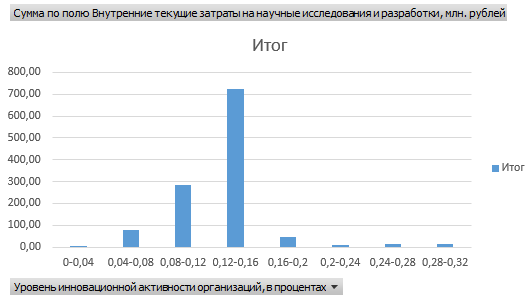 Сумма по полю Внутренние текущие затраты на научные исследования и разработки, млн. рублей
Итог
800,00
700,00
600,00
500,00
400,00
300,00
200,00
100,00
0,00
0-0,04 0,04-0,08 0,08-0,12 0,12-0,16 0,16-0,2 0,2-0,24 0,24-0,28 0,28-0,32
Итог
Уровень инновационной активности организаций, в процентах